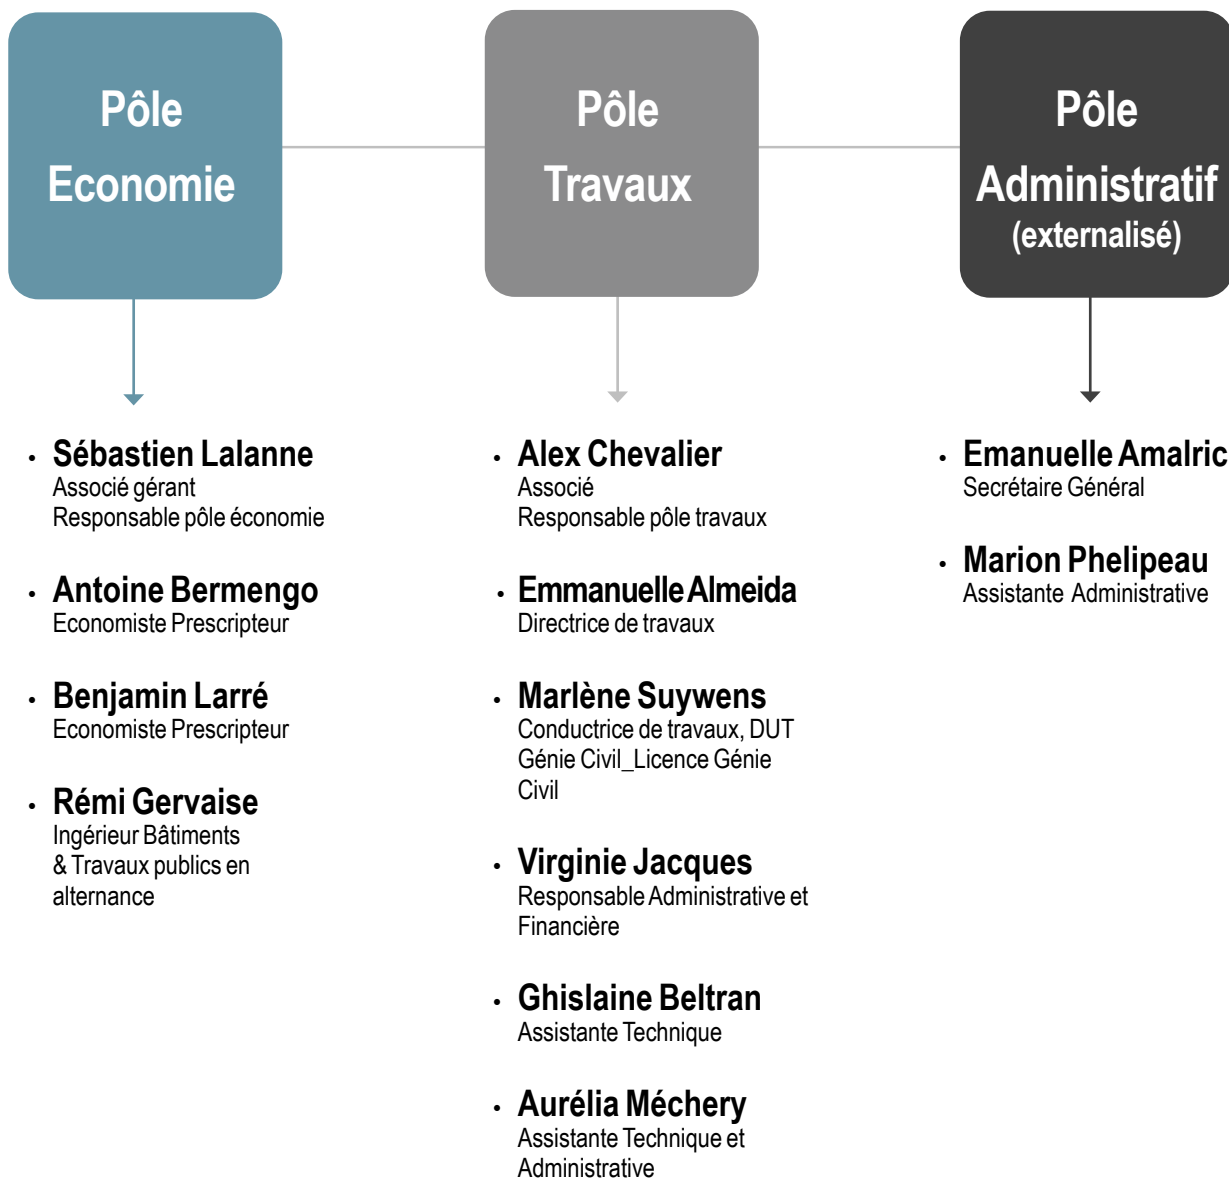 Pôle
Economie
Pôle
Travaux
Pôle
Administratif
(externalisé)
• Sébastien Lalanne
Associé gérant
Responsable pôle économie
• Antoine Bermengo
Economiste Prescripteur
• Benjamin Larré
Economiste Prescripteur
• Rémi Gervaise
Ingérieur Bâtiments
& Travaux publics en
alternance
• Alex Chevalier
Associé
Responsable pôle travaux
• Emmanuelle Almeida
Directrice de travaux
• Marlène Suywens
Conductrice de travaux, DUT
Génie Civil_Licence Génie
Civil
• Virginie Jacques
Responsable Administrative et
Financière
• Ghislaine Beltran
Assistante Technique
• Aurélia Méchery
Assistante Technique et
Administrative
• Emanuelle Amalric
Secrétaire Général
• Marion Phelipeau
Assistante Administrative